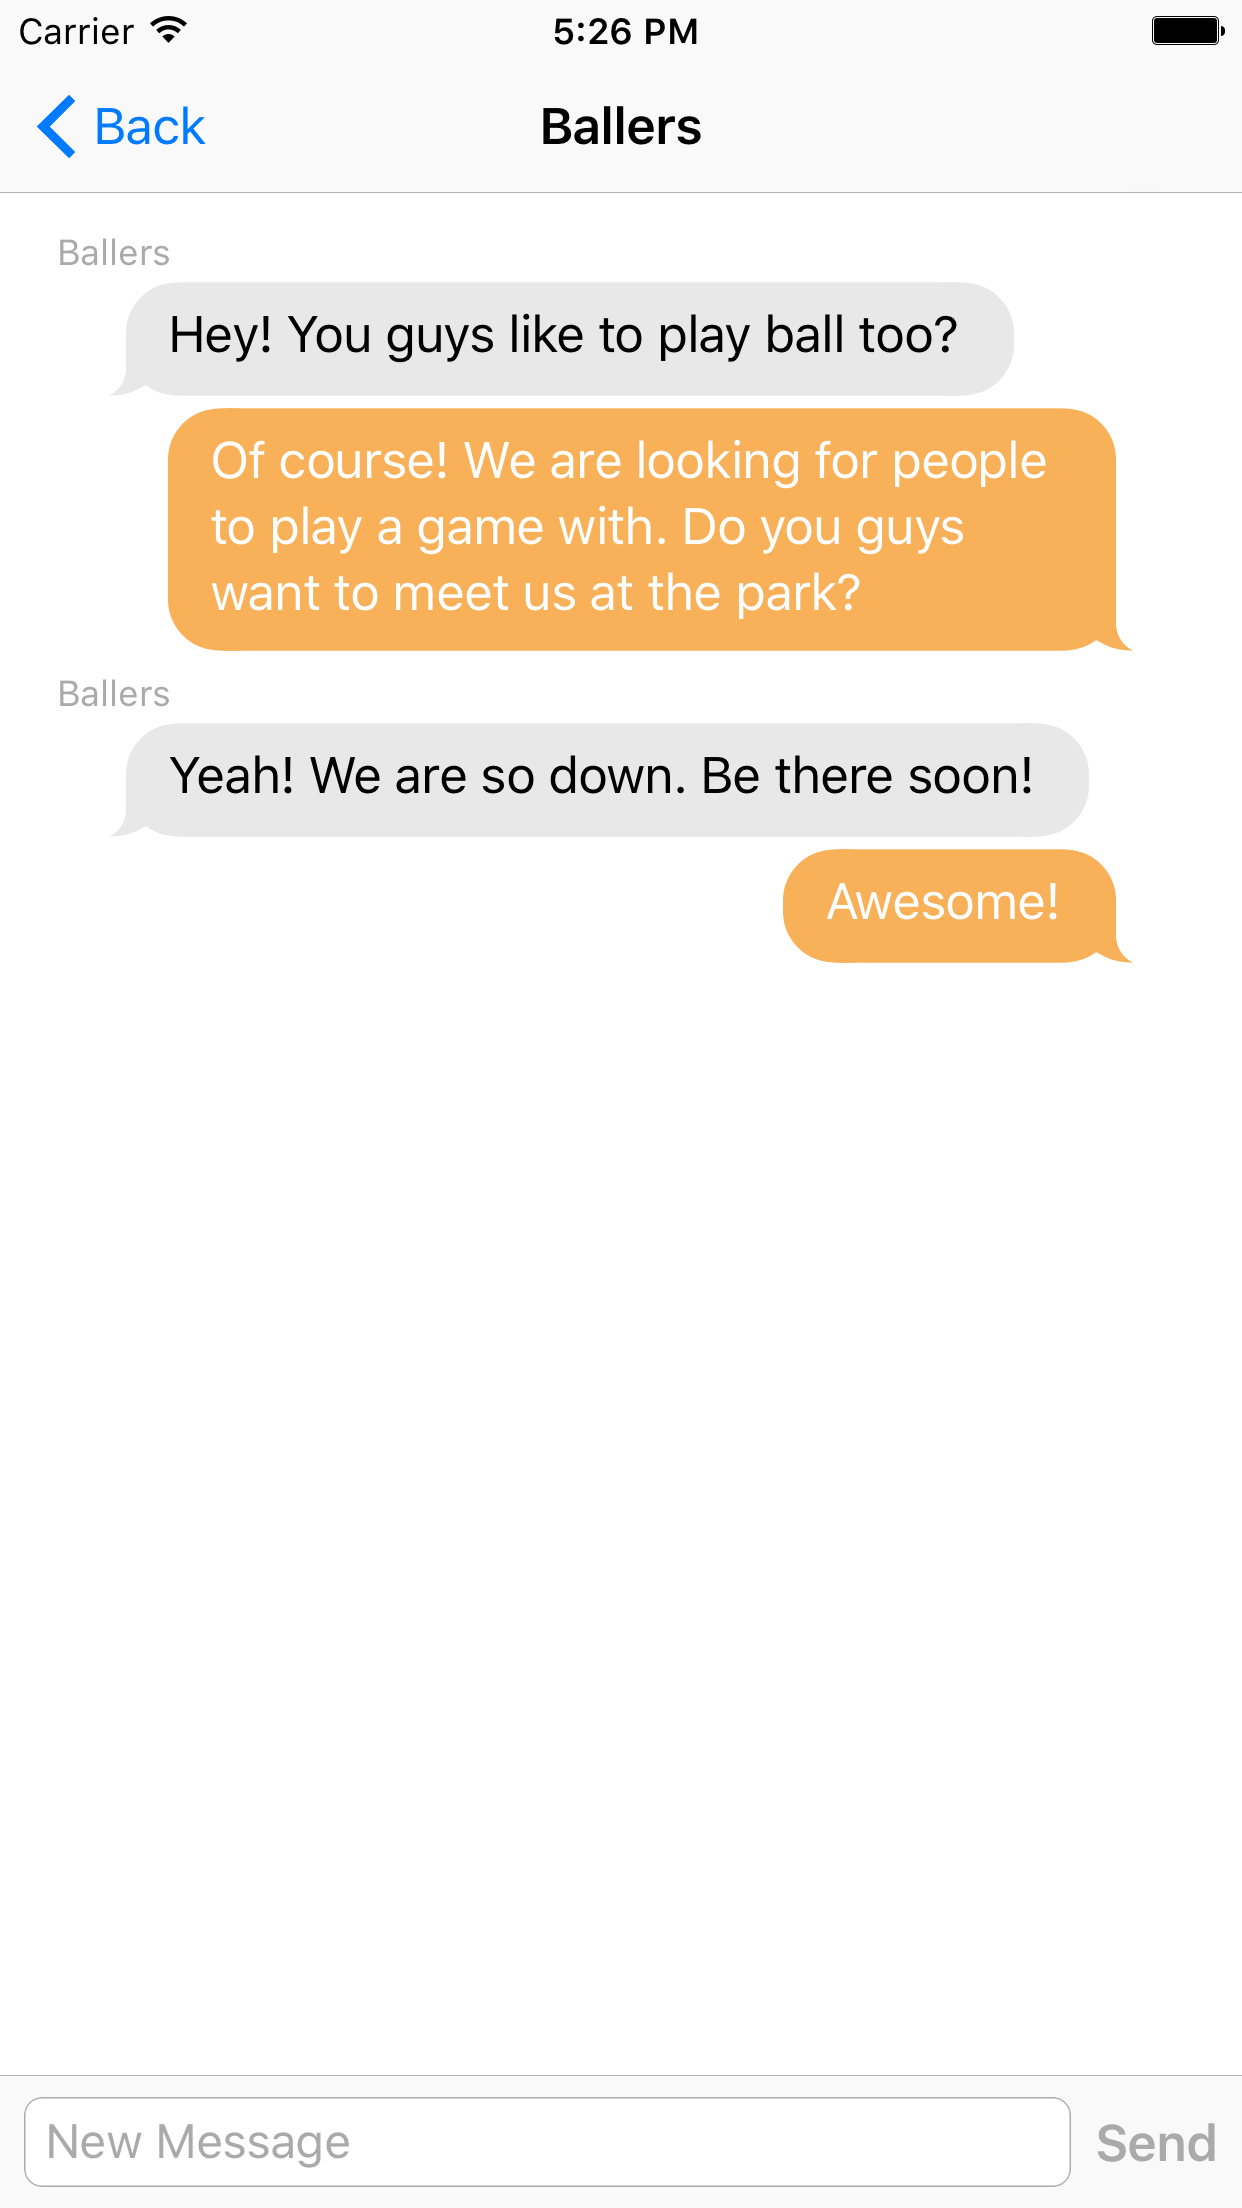 Carrier 5:26 PM
Back Ballers
Ballers
Hey! You guys like to play ball too?
Of course! We are looking for people
to play a game with. Do you guys
want to meet us at the park?
Ballers
Yeah! We are so down. Be there soon!
Awesome!
New Message Send